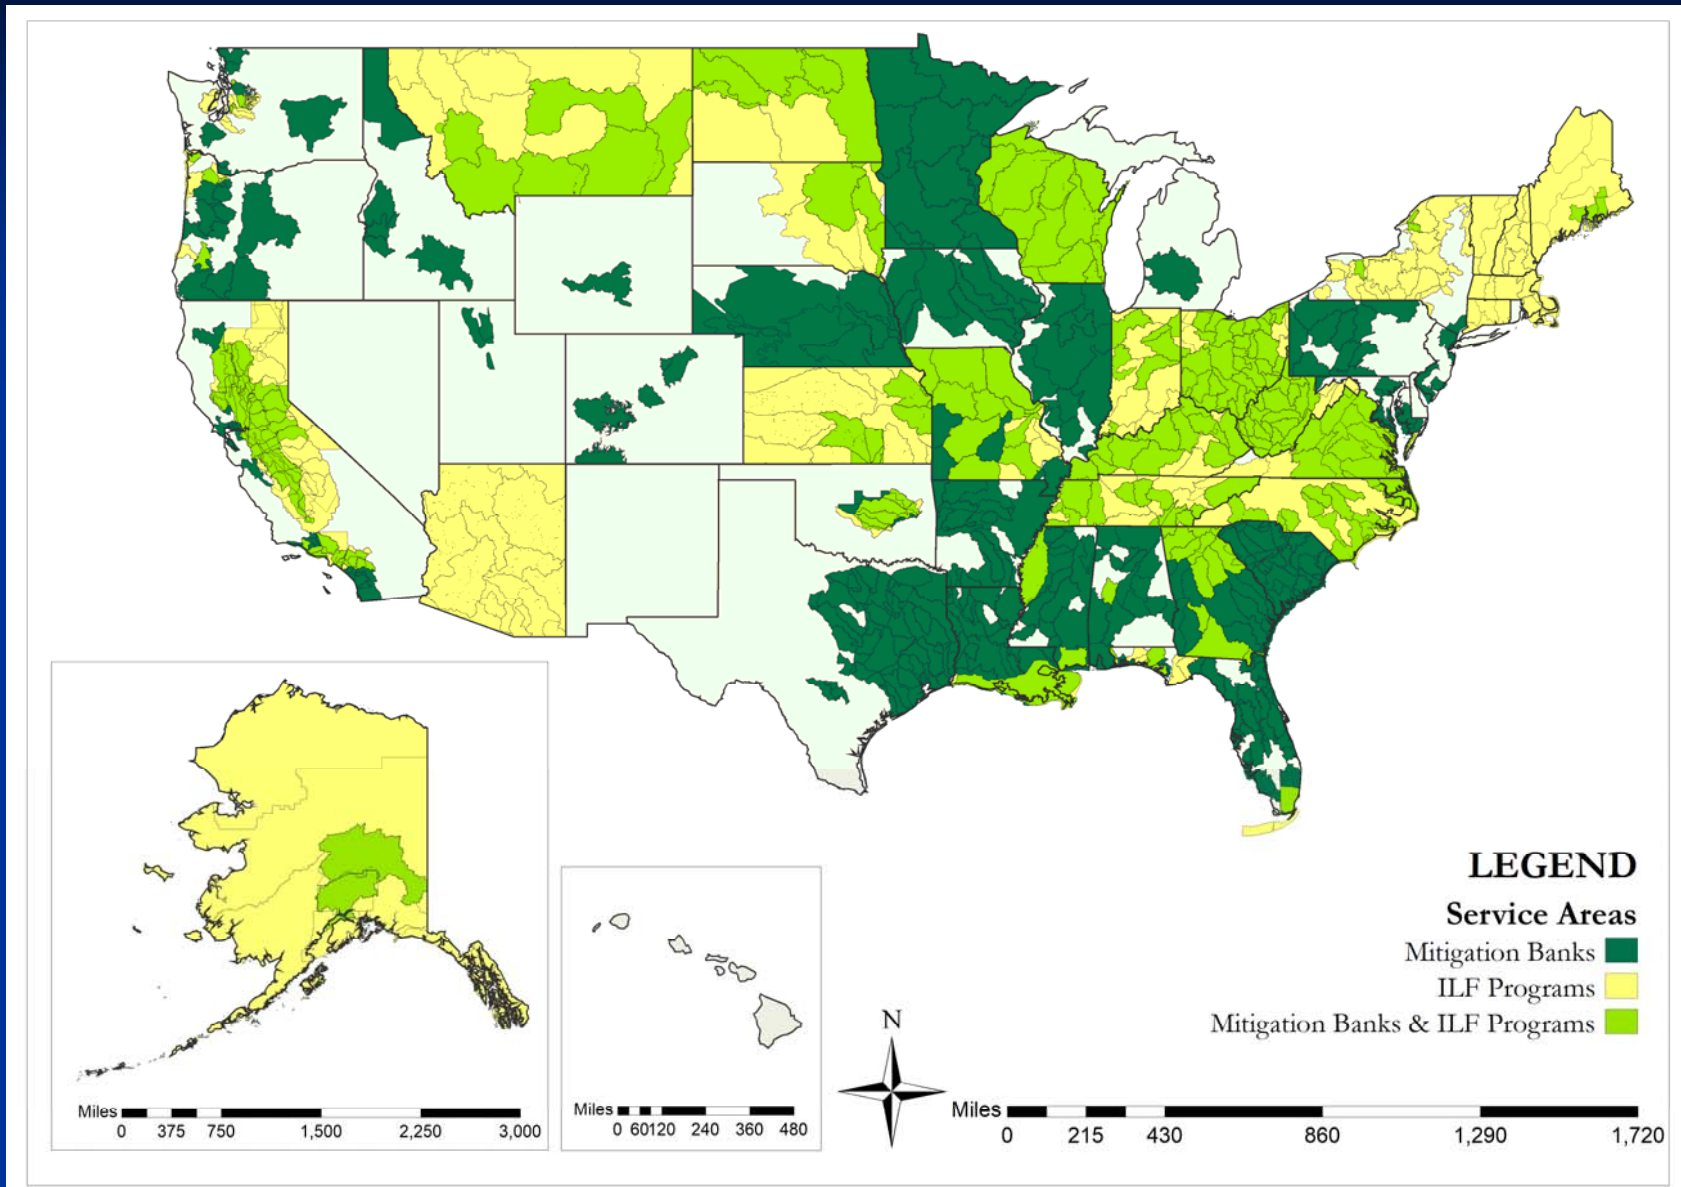 LEGEND
Service Areas
Mitigation Banks
ILF Programs
Mitigation Banks & ILF Programs
N
Miles
0 375 750 1,500 2,250 3,000
Miles
0 60 120 240 360 480
Miles
0 215 430 860 1,290 1,720